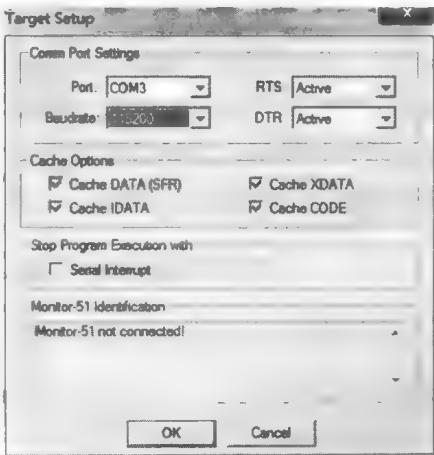 Target Setup
Comm Port Settings
Port: COM3 RTS Active
Baudrate: 115200 DTR Active
Cache Options
Cache DATA (SFR) Cache XDATA
Cache IDATA Cache CODE
Stop Program Execution with
Serial Interrupt
Monitor-51 Identification
Monitor-51 not connected!
OK Cancel